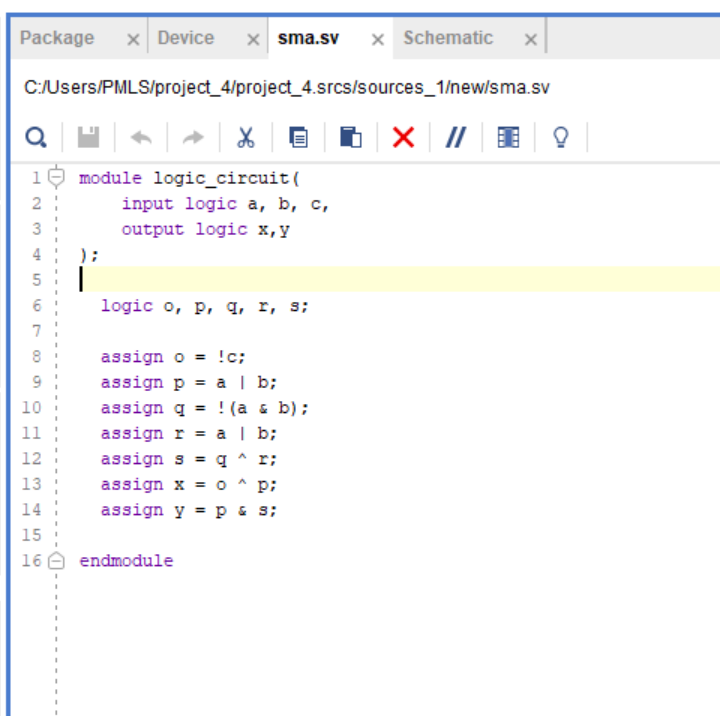 Package × Device × sma.sv × Schematic ×
C:/Users/PMLS/project_4/project_4.srcs/sources_1/new/sma.sv
1 module logic_circuit(
2     input logic a, b, c,
3     output logic x,y
4 );
5
6   logic o, p, q, r, s;
7
8   assign o = !c;
9   assign p = a | b;
10   assign q = !(a & b);
11   assign r = a | b;
12   assign s = q ^ r;
13   assign x = o ^ p;
14   assign y = p & s;
15
16 endmodule